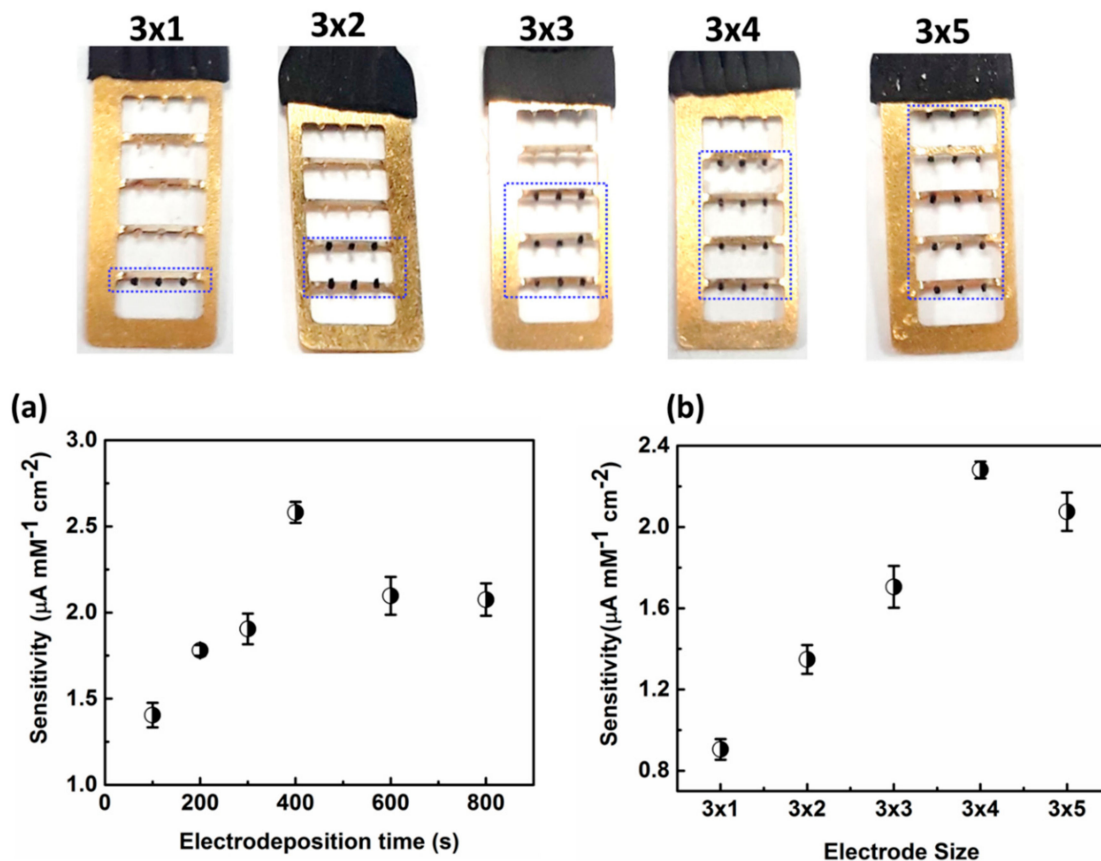 3x1 3x2 3x3 3x4 3x5
(a)
Sensitivity (μA mM⁻¹ cm⁻²)
3.0
2.5
2.0
1.5
1.0
0 200 400 600 800
Electrodeposition time (s)
(b)
Sensitivity(μA mM⁻¹ cm⁻²)
2.4
2.0
1.6
1.2
0.8
3x1 3x2 3x3 3x4 3x5
Electrode Size